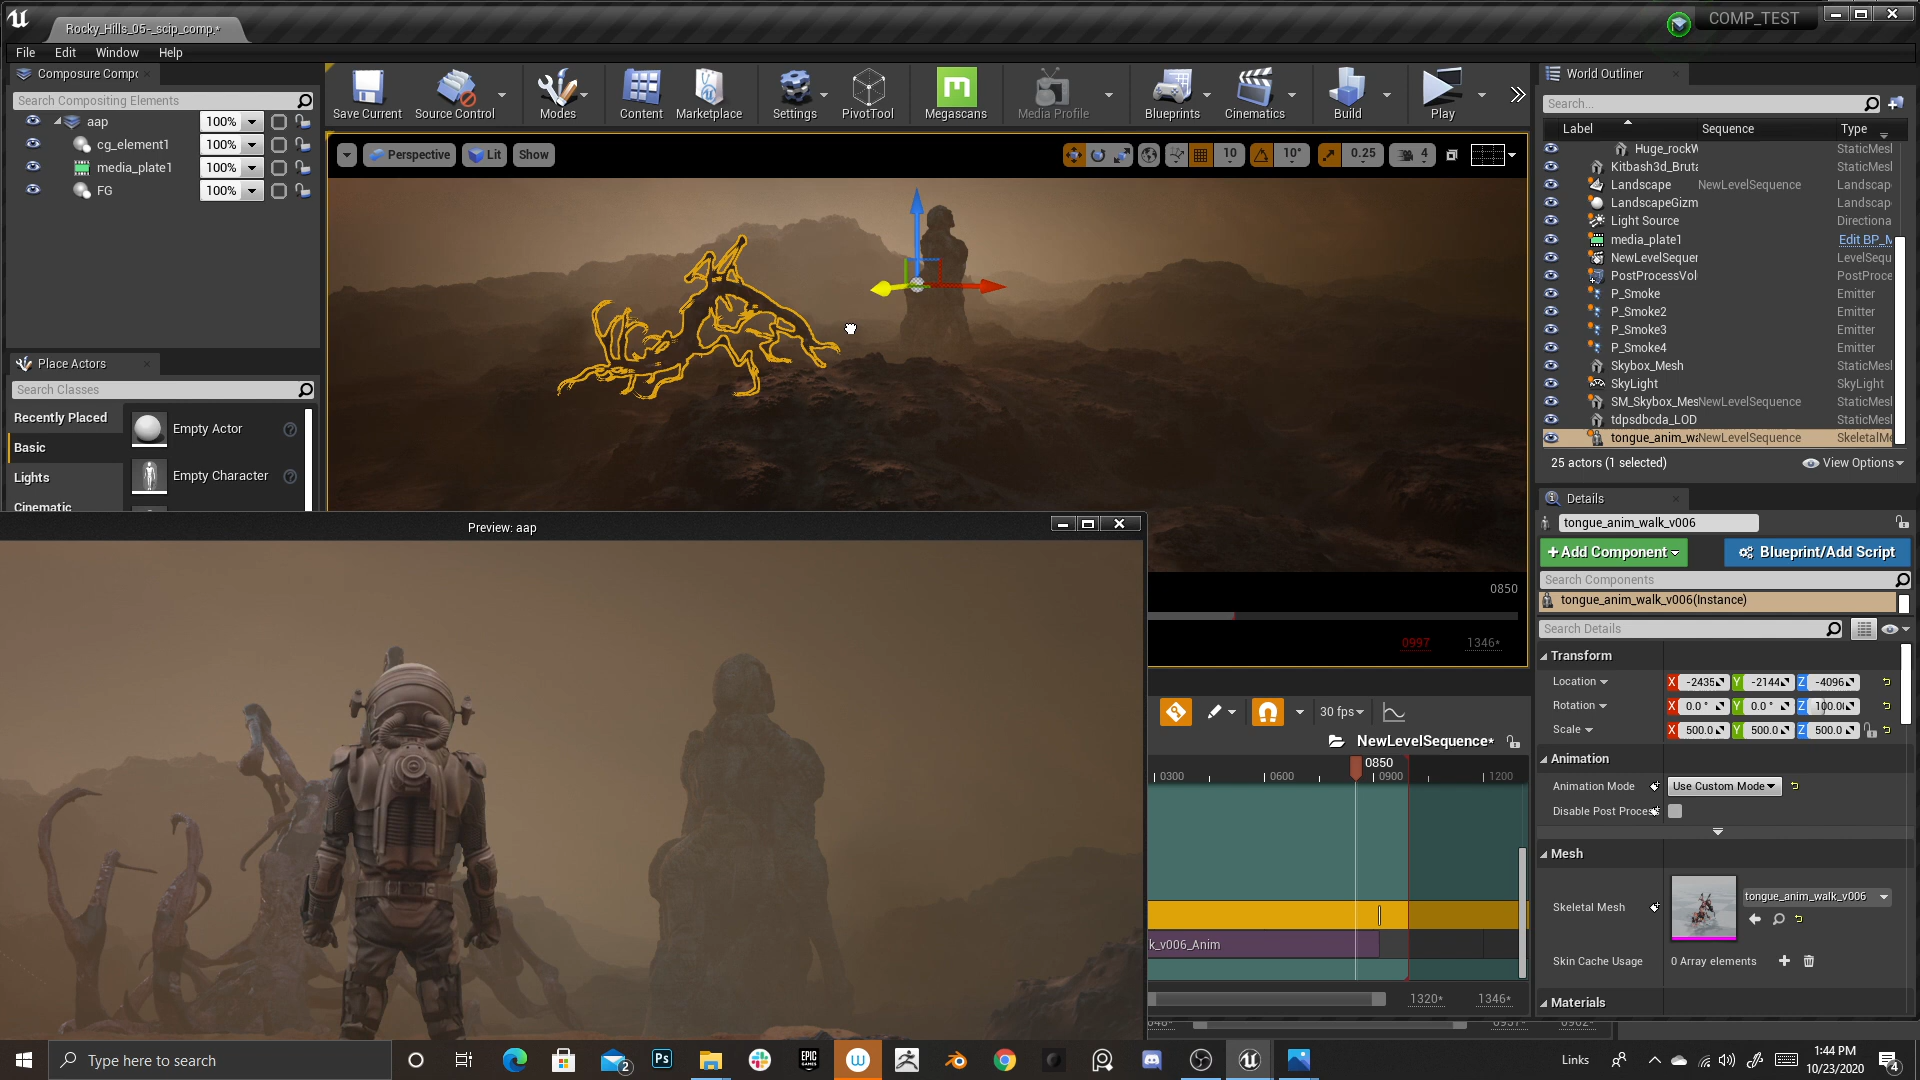 Rocky_Hills_05-_scip_comp.*
COMP_TEST
File Edit Window Help
Composure Compo
Search Compositing Elements
aap 100%
cg_element1 100%
media_plate1 100%
FG 100%
Save Current
Source Control
Modes
Content
Marketplace
Settings
PivotTool
Megascans
Media Profile
Blueprints
Cinematics
Build
Play
Perspective
Lit
Show
10
10°
0.25
4
World Outliner
Search...
Label Sequence Type
Huge_rockW StaticMesl
Kitbash3d_Bruta StaticMesl
Landscape NewLevelSequence Landscap
LandscapeGizm Landscap
Light Source Directiona
media_plate1 Edit BP_M
NewLevelSequer LevelSequ
PostProcessVol PostProce
P_Smoke Emitter
P_Smoke2 Emitter
P_Smoke3 Emitter
P_Smoke4 Emitter
Skybox_Mesh StaticMesl
SkyLight SkyLight
SM_Skybox_Mes NewLevelSequence StaticMesl
tdpsdbcda_LOD StaticMesl
tongue_anim_wa NewLevelSequence SkeletalMe
25 actors (1 selected) View Options
Place Actors
Search Classes
Recently Placed
Basic
Lights
Cinematic
Empty Actor
Empty Character
Preview: aap
0850
0997 1346*
30 fps
NewLevelSequence*
0850
0300 0600 0900 1200
k_v006_Anim
1320* 1346*
Details
tongue_anim_walk_v006
+Add Component
Blueprint/Add Script
Search Components
tongue_anim_walk_v006(Instance)
Search Details
Transform
Location X -2435 Y -2144 Z -4096
Rotation X 0.0° Y 0.0° Z 100.0
Scale X 500.0 Y 500.0 Z 500.0
Animation
Animation Mode Use Custom Mode
Disable Post Process
Mesh
Skeletal Mesh tongue_anim_walk_v006
Skin Cache Usage 0 Array elements
Materials
Type here to search
2
Ps
EPIC GAMES
Links
1:44 PM
10/23/2020
4